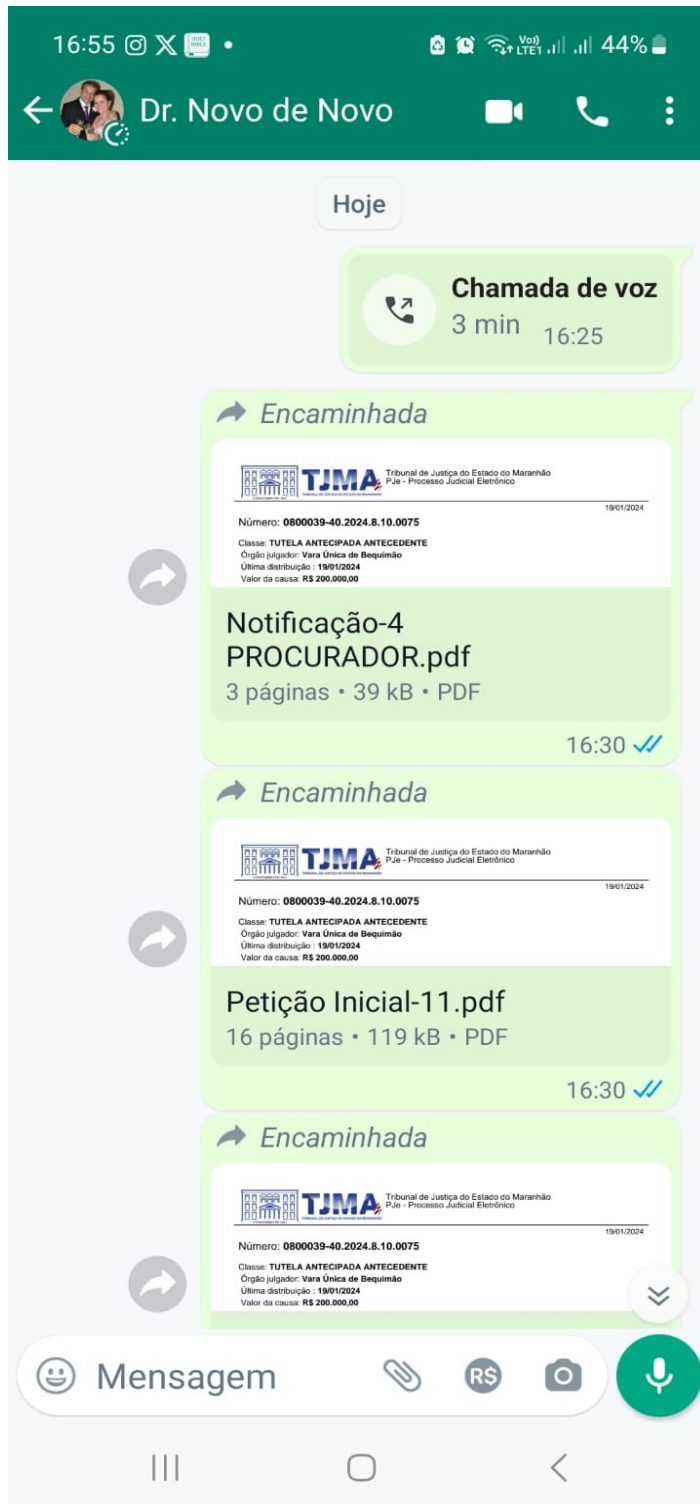 16:55
Vo)) LTE1 44%
Dr. Novo de Novo
Hoje
Chamada de voz
3 min 16:25
Encaminhada
TJMA Tribunal de Justiça do Estado do Maranhão
PJe - Processo Judicial Eletrônico
19/01/2024
Número: 0800039-40.2024.8.10.0075
Classe: TUTELA ANTECIPADA ANTECEDENTE
Órgão julgador: Vara Única de Bequimão
Última distribuição : 19/01/2024
Valor da causa: R$ 200.000,00
Notificação-4
PROCURADOR.pdf
3 páginas • 39 kB • PDF
16:30
Encaminhada
TJMA Tribunal de Justiça do Estado do Maranhão
PJe - Processo Judicial Eletrônico
19/01/2024
Número: 0800039-40.2024.8.10.0075
Classe: TUTELA ANTECIPADA ANTECEDENTE
Órgão julgador: Vara Única de Bequimão
Última distribuição : 19/01/2024
Valor da causa: R$ 200.000,00
Petição Inicial-11.pdf
16 páginas • 119 kB • PDF
16:30
Encaminhada
TJMA Tribunal de Justiça do Estado do Maranhão
PJe - Processo Judicial Eletrônico
19/01/2024
Número: 0800039-40.2024.8.10.0075
Classe: TUTELA ANTECIPADA ANTECEDENTE
Órgão julgador: Vara Única de Bequimão
Última distribuição : 19/01/2024
Valor da causa: R$ 200.000,00
Mensagem R$